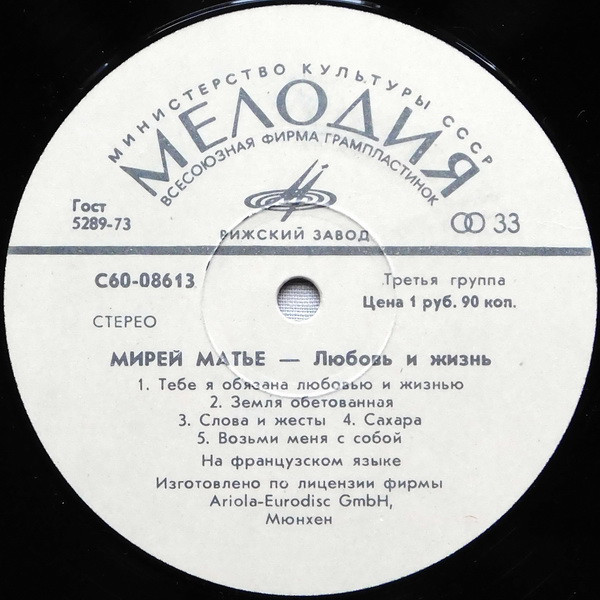 МИНИСТЕРСТВО КУЛЬТУРЫ СССР
МЕЛОДИЯ
ВСЕСОЮЗНАЯ ФИРМА ГРАМПЛАСТИНОК
Гост
5289-73
РИЖСКИЙ ЗАВОД
33
С60-08613
Третья группа
Цена 1 руб. 90 коп.
СТЕРЕО
МИРЕЙ МАТЬЕ — Любовь и жизнь
1. Тебе я обязана любовью и жизнью
2. Земля обетованная
3. Слова и жесты 4. Сахара
5. Возьми меня с собой
На французском языке
Изготовлено по лицензии фирмы
Ariola-Eurodisc GmbH,
Мюнхен